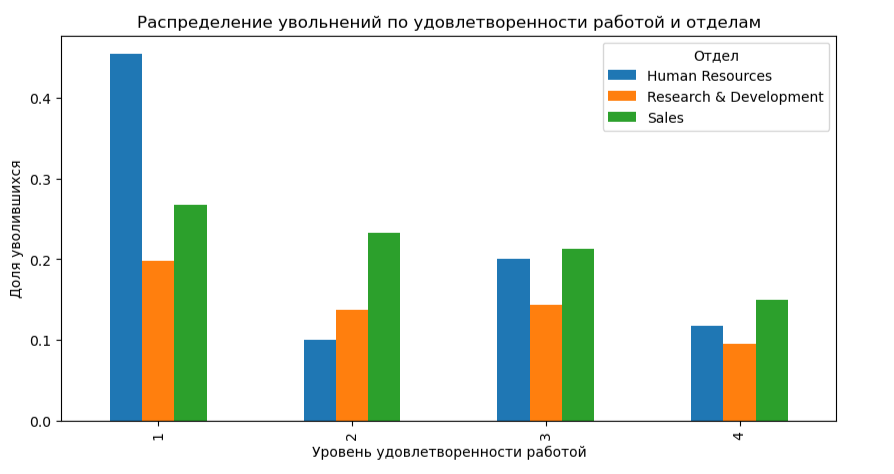 Распределение увольнений по удовлетворенности работой и отделам
Отдел
Human Resources
Research & Development
Sales
Доля уволившихся
0.4
0.3
0.2
0.1
0.0
1
2
3
4
Уровень удовлетворенности работой